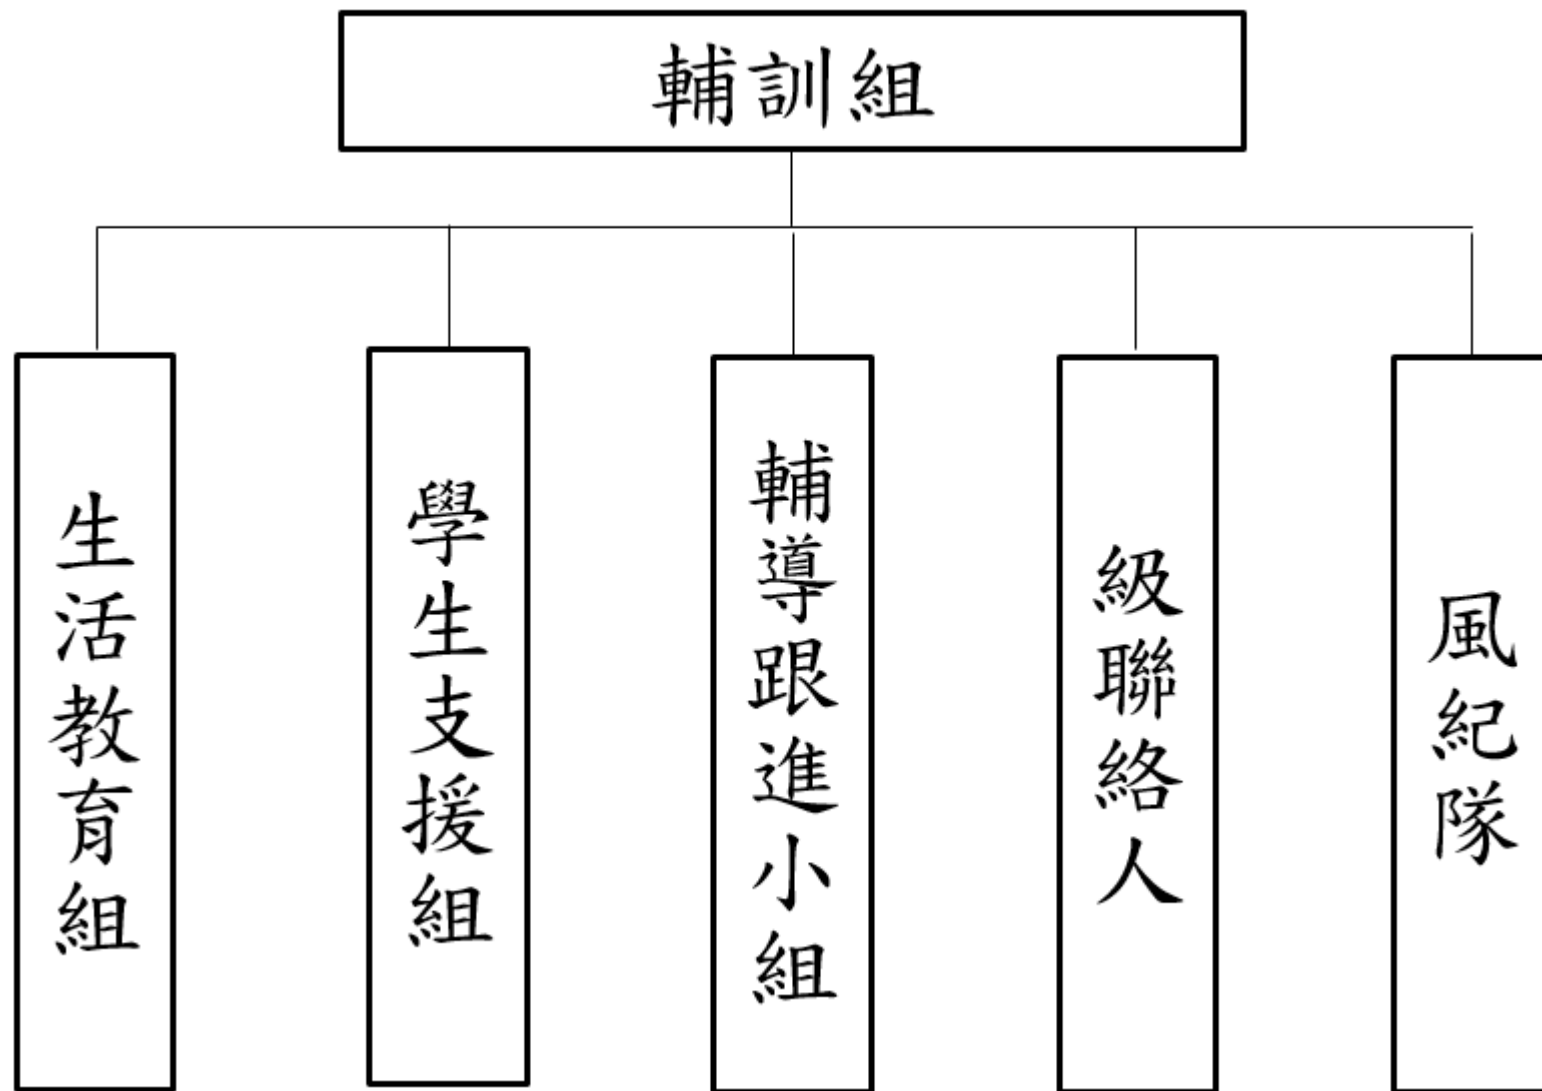 輔訓組
生活教育組
學生支援組
輔導跟進小組
級聯絡人
風紀隊